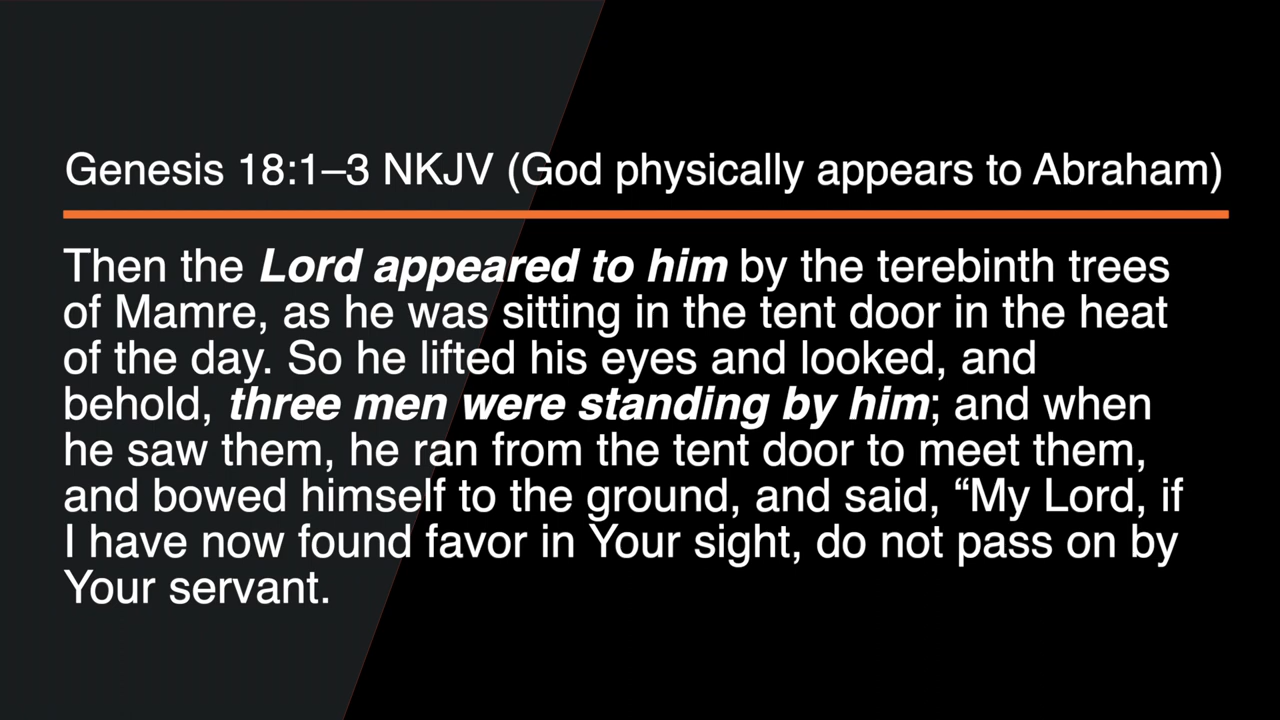 Genesis 18:1–3 NKJV (God physically appears to Abraham)
Then the Lord appeared to him by the terebinth trees
of Mamre, as he was sitting in the tent door in the heat
of the day. So he lifted his eyes and looked, and
behold, three men were standing by him; and when
he saw them, he ran from the tent door to meet them,
and bowed himself to the ground, and said, “My Lord, if
I have now found favor in Your sight, do not pass on by
Your servant.